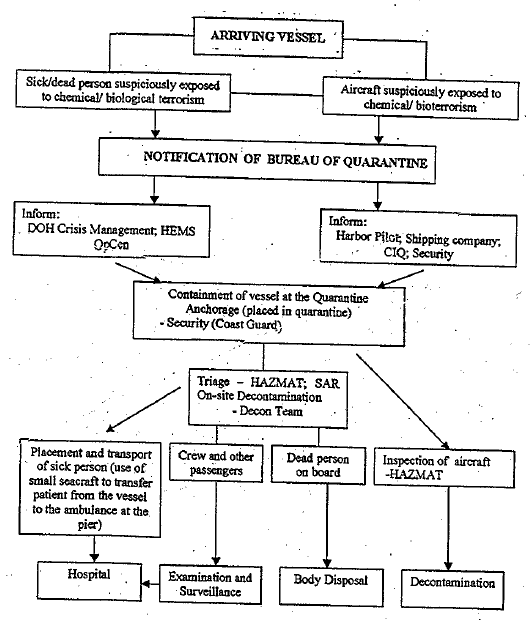 ARRIVING VESSEL
Sick/dead person suspiciously exposed
to chemical/ biological terrorism
Aircraft suspiciously exposed to
chemical/ bioterrorism
NOTIFICATION OF BUREAU OF QUARANTINE
Inform:
DOH Crisis Management; HEMS
OpCen
Inform:
Harbor Pilot; Shipping company;
CIQ; Security
Containment of vessel at the Quarantine
Anchorage (placed in quarantine)
- Security (Coast Guard)
Triage – HAZMAT; SAR
On-site Decontamination
- Decon Team
Placement and transport
of sick person (use of
small seacraft to transfer
patient from the vessel
to the ambulance at the
pier)
Crew and other
passengers
Dead person
on board
Inspection of aircraft
-HAZMAT
Hospital
Examination and
Surveillance
Body Disposal
Decontamination